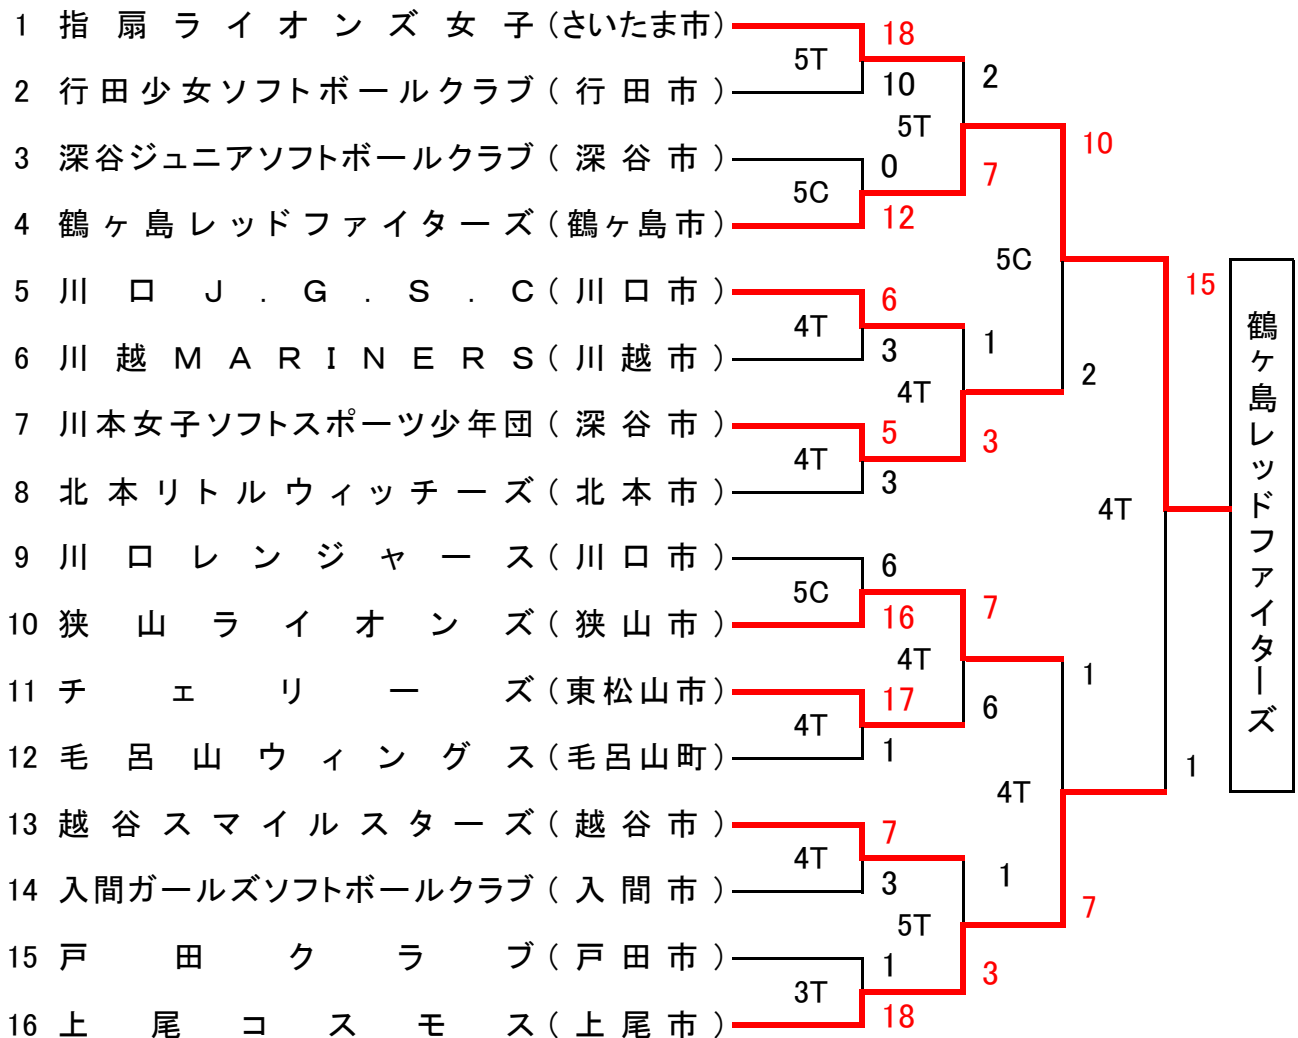 1 指扇ライオンズ女子(さいたま市)
18
5T
2
2 行田少女ソフトボールクラブ(行田市)
10
5T
10
3 深谷ジュニアソフトボールクラブ(深谷市)
0
7
5C
4 鶴ヶ島レッドファイターズ(鶴ヶ島市)
12
5C
5 川口J.G.S.C(川口市)
6
15
4T
1
6 川越MARINERS(川越市)
3
2
4T
7 川本女子ソフトスポーツ少年団(深谷市)
5
3
4T
8 北本リトルウィッチーズ(北本市)
3
4T
鶴ヶ島レッドファイターズ
9 川口レンジャース(川口市)
6
5C
7
10 狭山ライオンズ(狭山市)
16
4T
1
11 チェリーズ(東松山市)
17
6
4T
12 毛呂山ウィングス(毛呂山町)
1
1
4T
13 越谷スマイルスターズ(越谷市)
7
4T
1
14 入間ガールズソフトボールクラブ(入間市)
3
7
5T
15 戸田クラブ(戸田市)
1
3
3T
16 上尾コスモス(上尾市)
18